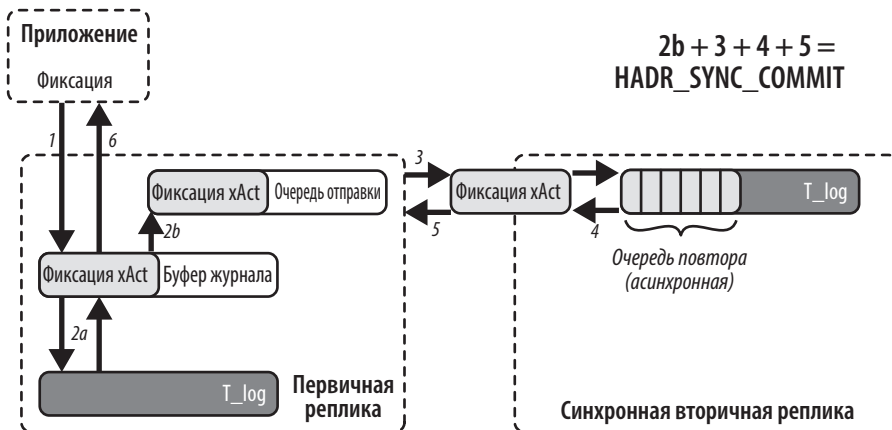 Приложение
Фиксация
2b + 3 + 4 + 5 =
HADR_SYNC_COMMIT
1
6
3
Фиксация xAct
Очередь отправки
Фиксация xAct
T_log
2b
5
4
Очередь повтора
(асинхронная)
Фиксация xAct
Буфер журнала
2a
T_log
Первичная
реплика
Синхронная вторичная реплика